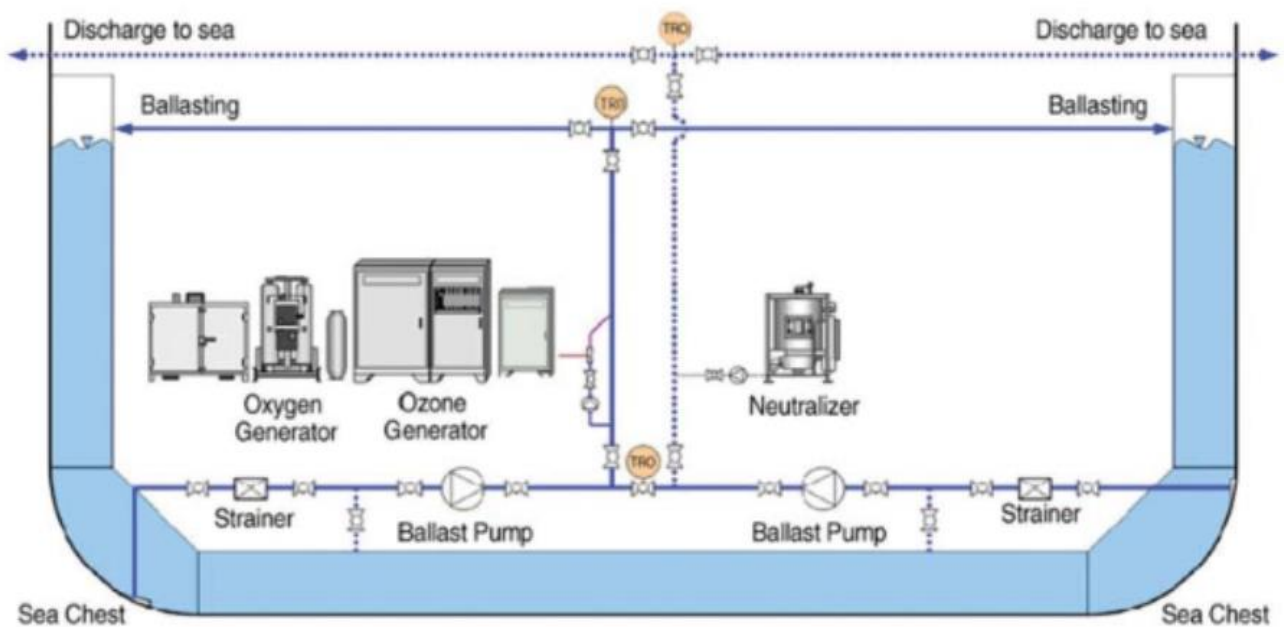 Discharge to sea
TRO
Discharge to sea
Ballasting
TRO
Ballasting
Oxygen
Generator
Ozone
Generator
Neutralizer
TRO
Strainer
Ballast Pump
Ballast Pump
Strainer
Sea Chest
Sea Chest